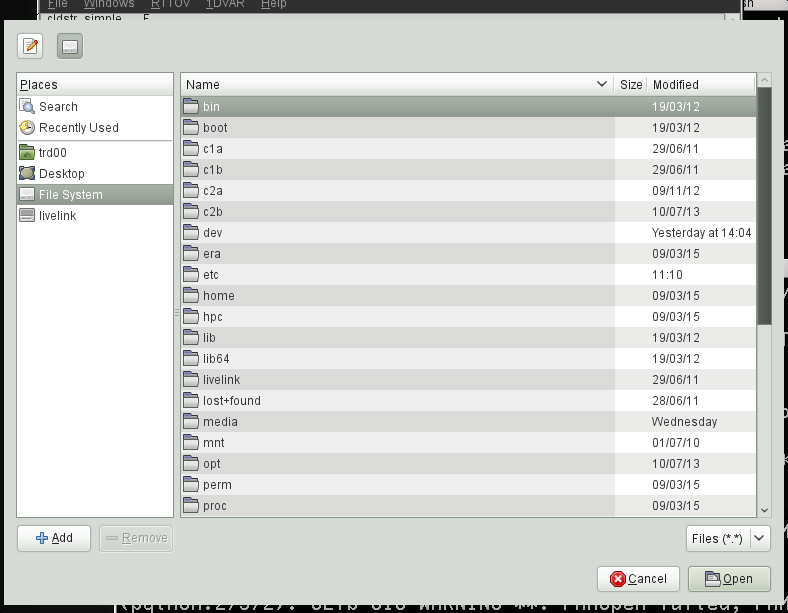 File Windows RTTOV 1DVAR Help
cldstr_simple
Places
Search
Recently Used
trd00
Desktop
File System
livelink
Name Size Modified
bin 19/03/12
boot 19/03/12
c1a 29/06/11
c1b 29/06/11
c2a 09/11/12
c2b 10/07/13
dev Yesterday at 14:04
era 09/03/15
etc 11:10
home 09/03/15
hpc 09/03/15
lib 19/03/12
lib64 19/03/12
livelink 29/06/11
lost+found 28/06/11
media Wednesday
mnt 01/07/10
opt 10/07/13
perm 09/03/15
proc 09/03/15
Add Remove
Files (*.*)
Cancel Open